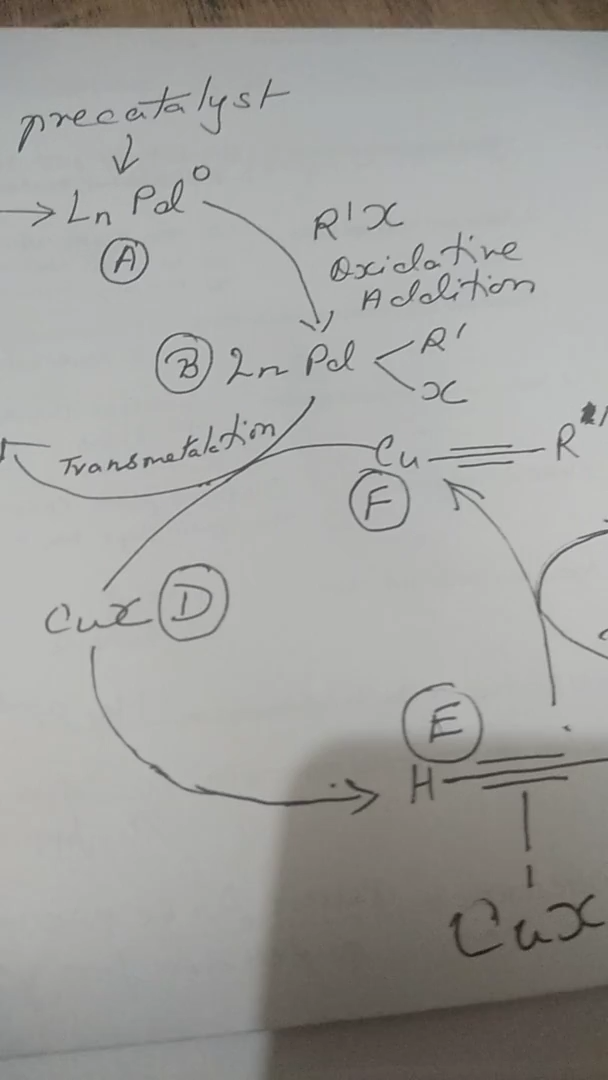 precatalyst
Ln Pd⁰
A
R'X
Oxidative
Addition
B Ln Pd R'
X
Transmetalation
Cu ≡ R
F
CuX D
E
H ≡
CuX